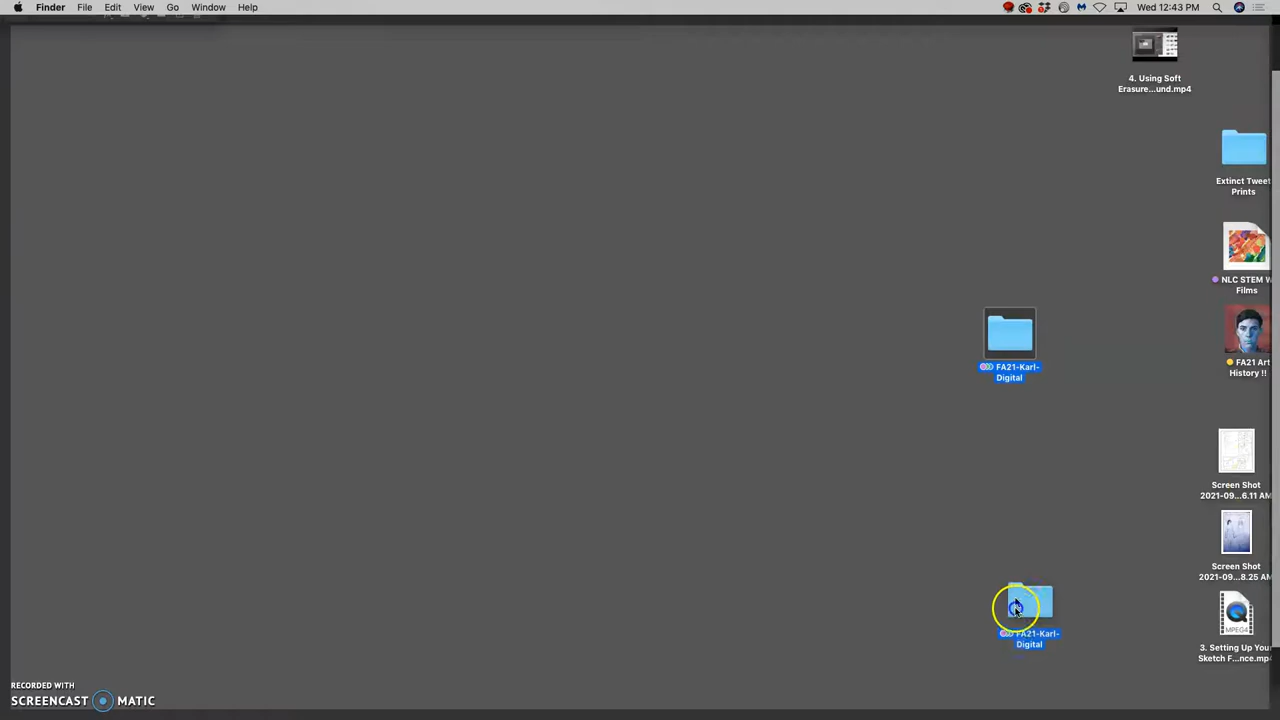 Finder File Edit View Go Window Help Wed 12:43 PM
4. Using Soft
Erasure...und.mp4
Extinct Tweet
Prints
NLC STEM W
Films
FA21-Karl-
Digital
FA21 Art
History !!
Screen Shot
2021-09...6.11 AM
Screen Shot
2021-09...8.25 AM
FA21-Karl-
Digital
MPEG4
3. Setting Up You
Sketch F...nce.mp4
RECORDED WITH
SCREENCAST MATIC